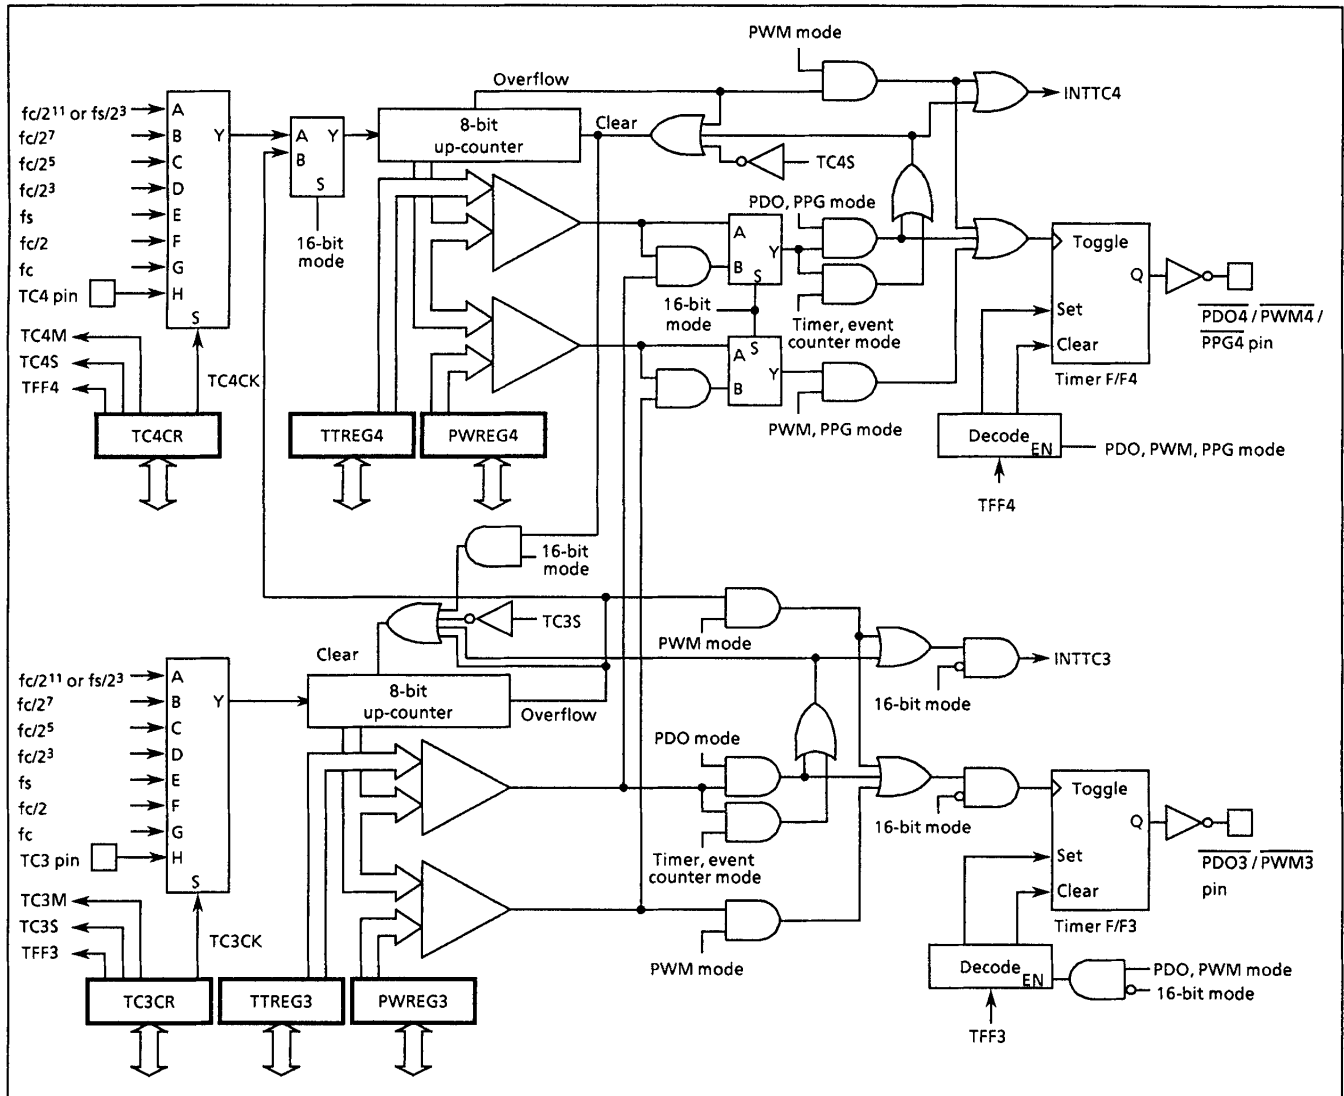 PWM mode
Overflow
INTTC4
fc/2¹¹ or fs/2³
fc/2⁷
fc/2⁵
fc/2³
fs
fc/2
fc
TC4 pin
A
B
C
D
E
F
G
H
Y
S
A
B
Y
S
16-bit
mode
8-bit
up-counter
Clear
TC4S
PDO, PPG mode
A
B
Y
S
16-bit
mode
Timer, event
counter mode
S
A
B
Y
PWM, PPG mode
Toggle
Q
Set
Clear
Timer F/F4
PDO4 / PWM4 /
PPG4 pin
Decode
EN
PDO, PWM, PPG mode
TFF4
TC4M
TC4S
TFF4
TC4CK
TC4CR
TTREG4
PWREG4
16-bit
mode
TC3S
PWM mode
INTTC3
16-bit mode
Clear
8-bit
up-counter
Overflow
fc/2¹¹ or fs/2³
fc/2⁷
fc/2⁵
fc/2³
fs
fc/2
fc
TC3 pin
A
B
C
D
E
F
G
H
Y
S
PDO mode
Timer, event
counter mode
16-bit mode
PWM mode
Toggle
Q
Set
Clear
Timer F/F3
PDO3 / PWM3
pin
Decode
EN
PDO, PWM mode
16-bit mode
TFF3
TC3M
TC3S
TFF3
TC3CK
TC3CR
TTREG3
PWREG3